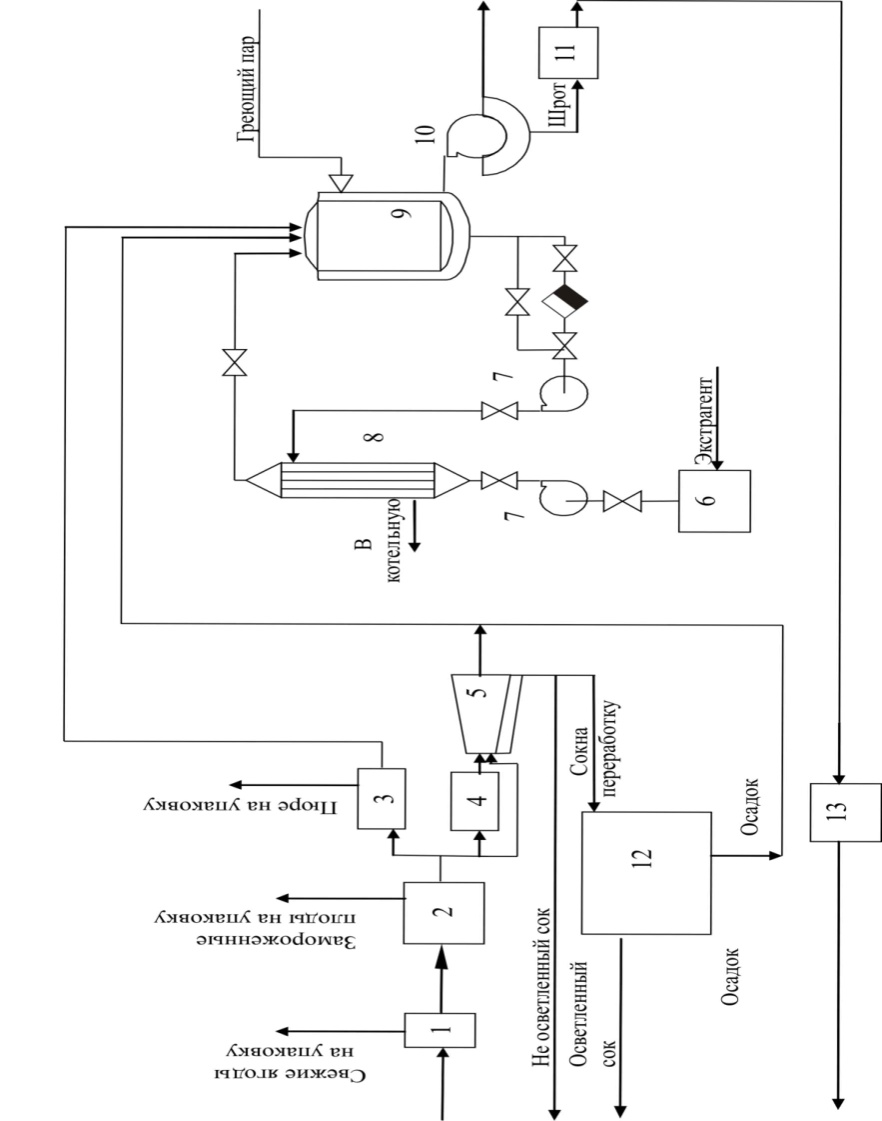 Греющий пар
10
11
Шрот
9
7
8
Экстрагент
В
котельную
7
6
5
Сокна
переработку
Пюре на упаковку
3
4
Замороженные
плоды на упаковку
2
12
Осадок
13
Свежие ягоды
на упаковку
1
Не осветленный сок
Осветленный
сок
Осадок